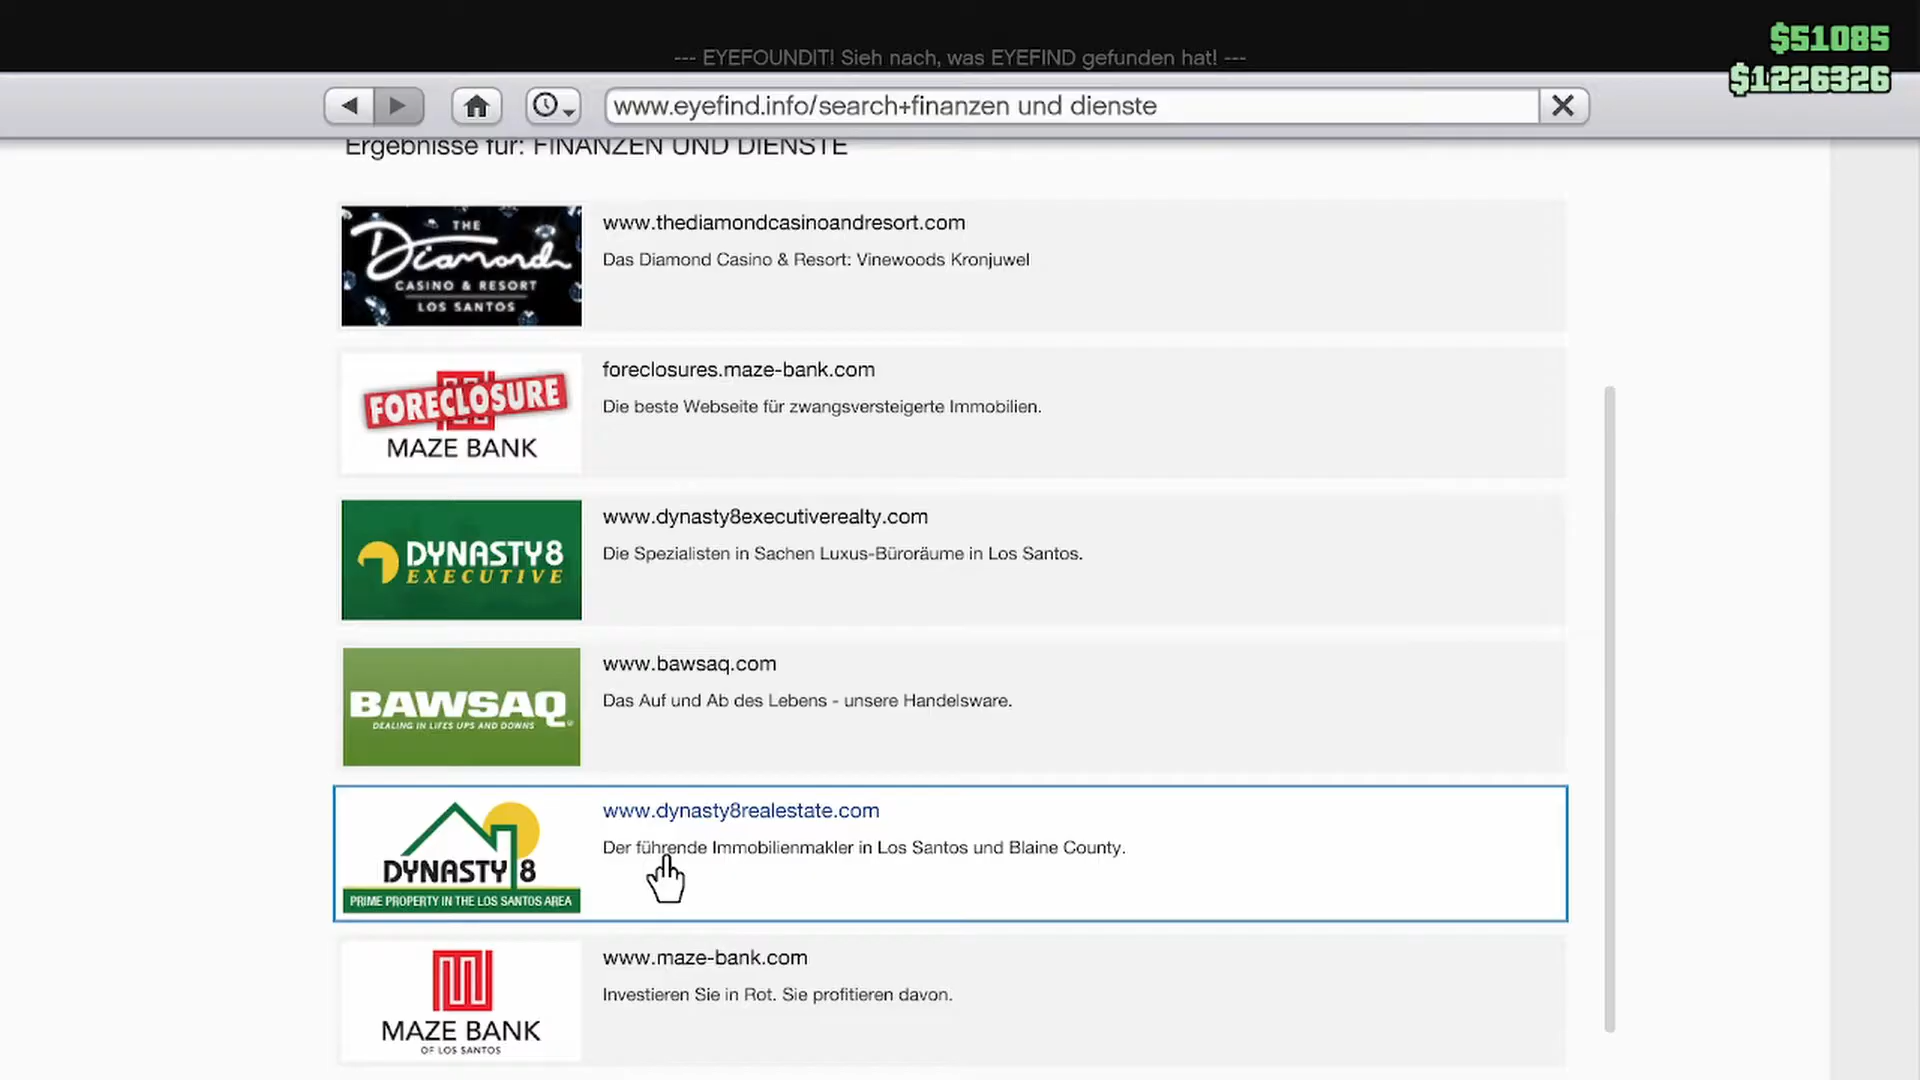 --- EYEFOUNDIT! Sieh nach, was EYEFIND gefunden hat! ---
$51085
$1226326
www.eyefind.info/search+finanzen und dienste
Ergebnisse für: FINANZEN UND DIENSTE
THE
Diamond
CASINO & RESORT
LOS SANTOS
www.thediamondcasinoandresort.com
Das Diamond Casino & Resort: Vinewoods Kronjuwel
FORECLOSURE
MAZE BANK
foreclosures.maze-bank.com
Die beste Webseite für zwangsversteigerte Immobilien.
DYNASTY8
EXECUTIVE
www.dynasty8executiverealty.com
Die Spezialisten in Sachen Luxus-Büroräume in Los Santos.
BAWSAQ
DEALING IN LIFES UPS AND DOWNS
www.bawsaq.com
Das Auf und Ab des Lebens - unsere Handelsware.
DYNASTY 8
PRIME PROPERTY IN THE LOS SANTOS AREA
www.dynasty8realestate.com
Der führende Immobilienmakler in Los Santos und Blaine County.
MAZE BANK
OF LOS SANTOS
www.maze-bank.com
Investieren Sie in Rot. Sie profitieren davon.